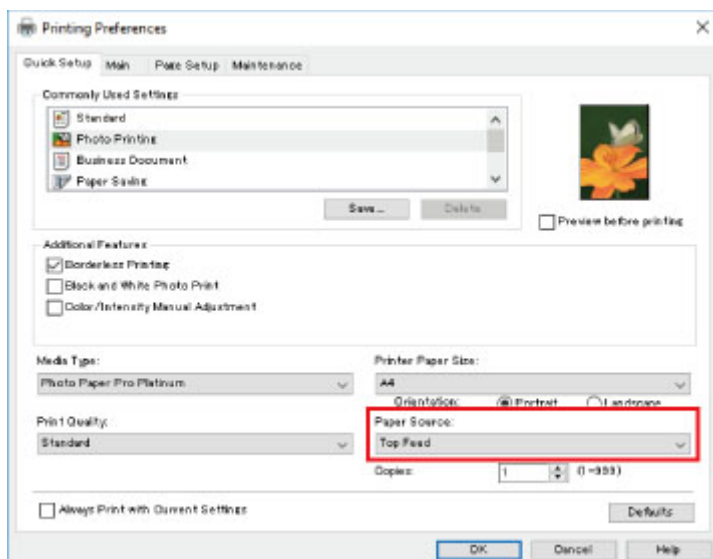 Printing Preferences
Quick Setup Main Page Setup Maintenance
Commonly Used Settings
Standard
Photo Printing
Business Document
Paper Saving
Save... Delete
Preview before printing
Additional Features
Borderless Printing
Black and White Photo Print
Color/Intensity Manual Adjustment
Media Type: Printer Paper Size:
Photo Paper Pro Platinum A4
Orientation: Portrait Landscape
Print Quality: Paper Source:
Standard Top Feed
Copies: 1 (1-999)
Always Print with Current Settings Defaults
OK Cancel Help